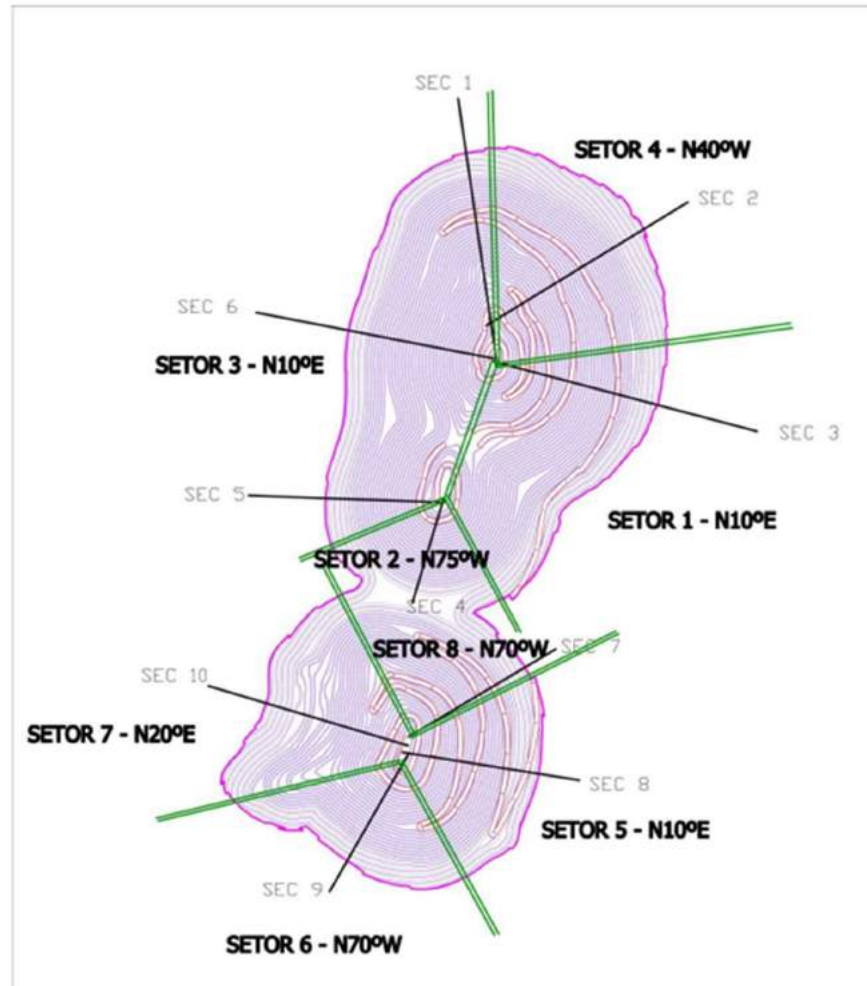 SEC 1
SETOR 4 - N40ºW
SEC 2
SEC 6
SETOR 3 - N10ºE
SEC 3
SEC 5
SETOR 1 - N10ºE
SETOR 2 - N75ºW
SEC 4
SETOR 8 - N70ºW
SEC 7
SEC 10
SETOR 7 - N20ºE
SEC 8
SETOR 5 - N10ºE
SEC 9
SETOR 6 - N70ºW